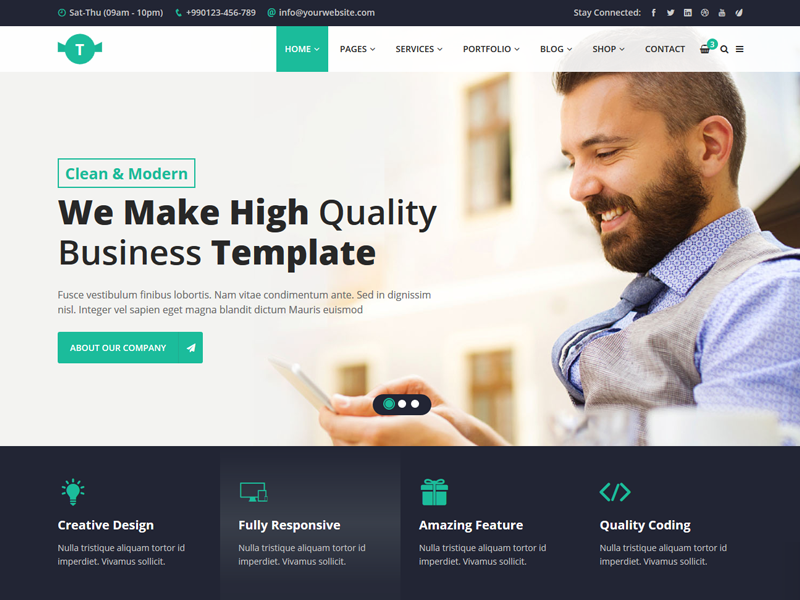 Sat-Thu (09am - 10pm) +990123-456-789 @ info@yourwebsite.com Stay Connected:
T HOME PAGES SERVICES PORTFOLIO BLOG SHOP CONTACT 3
Clean & Modern
We Make High Quality
Business Template
Fusce vestibulum finibus lobortis. Nam vitae condimentum ante. Sed in dignissim
nisl. Integer vel sapien eget magna blandit dictum Mauris euismod
ABOUT OUR COMPANY
Creative Design
Nulla tristique aliquam tortor id
imperdiet. Vivamus sollicit.
Fully Responsive
Nulla tristique aliquam tortor id
imperdiet. Vivamus sollicit.
Amazing Feature
Nulla tristique aliquam tortor id
imperdiet. Vivamus sollicit.
Quality Coding
Nulla tristique aliquam tortor id
imperdiet. Vivamus sollicit.